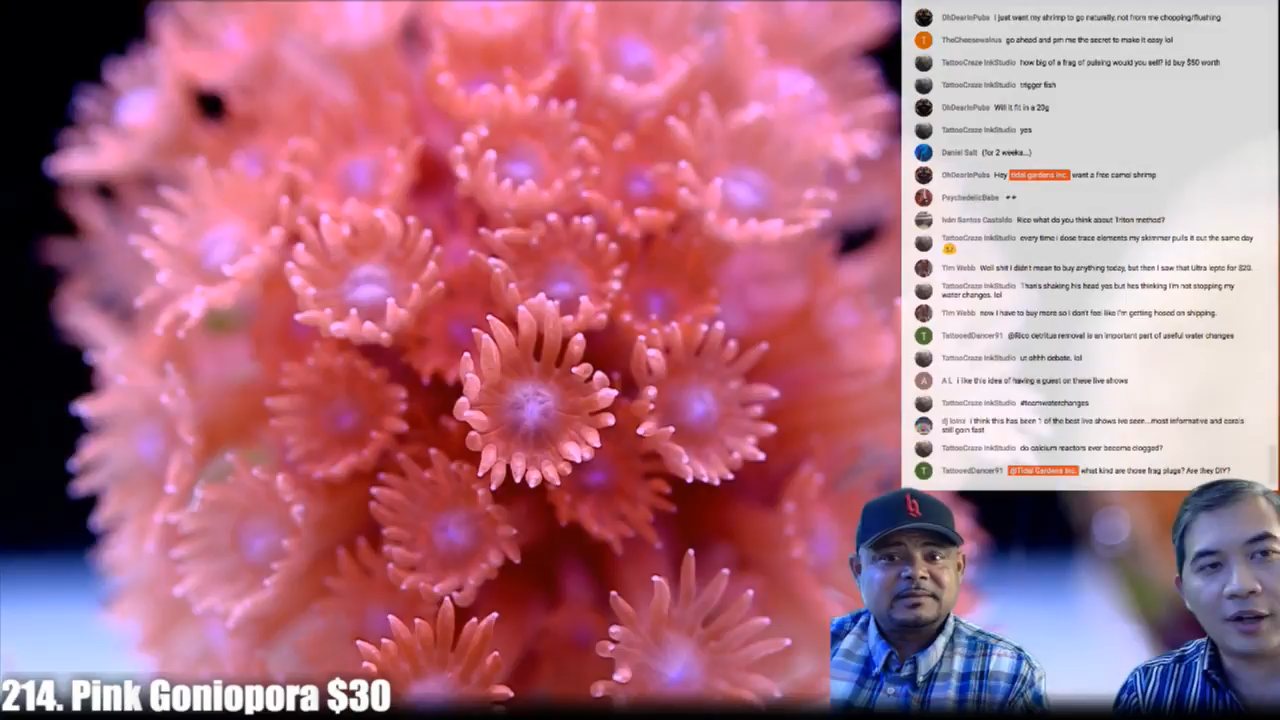 OhDearInPubs I just want my shrimp to go naturally, not from me chopping/flushing
TheCheesewalrus go ahead and pm me the secret to make it easy lol
TattooCraze InkStudio how big of a frag of pulsing would you sell? Id buy $50 worth
TattooCraze InkStudio trigger fish
OhDearInPubs Will it fit in a 20g
TattooCraze InkStudio yes
Daniel Salt (for 2 weeks...)
OhDearInPubs Hey tidal gardens inc. want a free camel shrimp
PsychedelicBabe
Iván Santos Castaldo Rico what do you think about Triton method?
TattooCraze InkStudio every time i dose trace elements my skimmer pulls it out the same day
Tim Webb Well shit I didn't mean to buy anything today, but then I saw that Ultra lepto for $20.
TattooCraze InkStudio Than's shaking his head yes but hes thinking I'm not stopping my
water changes. lol
Tim Webb now I have to buy more so I don't feel like I'm getting hosed on shipping.
TattooedDancer91 @Rico detritus removal is an important part of useful water changes
TattooCraze InkStudio uh ohhh debate. lol
A L i like this idea of having a guest on these live shows
TattooCraze InkStudio #teamwaterchanges
dj i think this has been 1 of the best live shows ive seen...most informative and corals
still goin fast
TattooCraze InkStudio do calcium reactors ever become clogged?
TattooedDancer91 @Tidal Gardens Inc. what kind are those frag plugs? Are they DIY?
214. Pink Goniopora $30